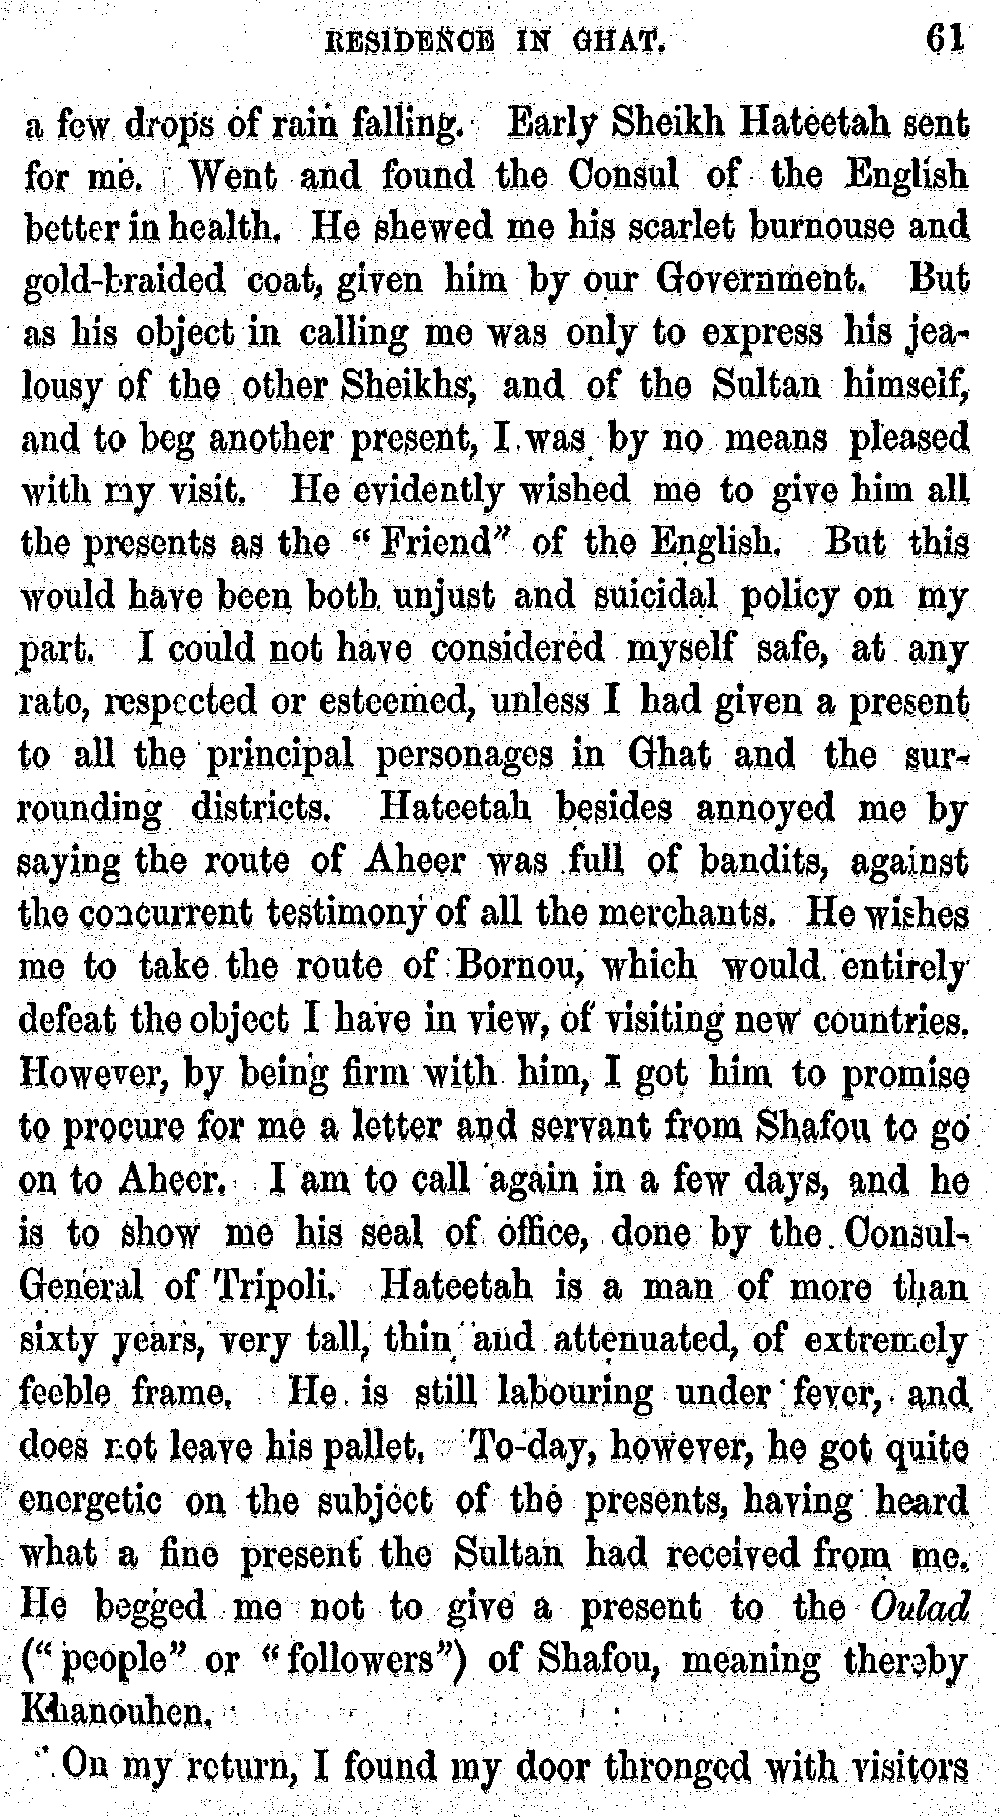 RESIDENCE IN GHAT. 61
a few drops of rain falling. Early Sheikh Hateetah sent
for me. Went and found the Consul of the English
better in health. He shewed me his scarlet burnouse and
gold-braided coat, given him by our Government. But
as his object in calling me was only to express his jea-
lousy of the other Sheikhs, and of the Sultan himself,
and to beg another present, I was by no means pleased
with my visit. He evidently wished me to give him all
the presents as the "Friend" of the English. But this
would have been both unjust and suicidal policy on my
part. I could not have considered myself safe, at any
rate, respected or esteemed, unless I had given a present
to all the principal personages in Ghat and the sur-
rounding districts. Hateetah besides annoyed me by
saying the route of Aheer was full of bandits, against
the concurrent testimony of all the merchants. He wishes
me to take the route of Bornou, which would entirely
defeat the object I have in view, of visiting new countries.
However, by being firm with him, I got him to promise
to procure for me a letter and servant from Shafou to go
on to Aheer. I am to call again in a few days, and he
is to show me his seal of office, done by the Consul-
General of Tripoli. Hateetah is a man of more than
sixty years, very tall, thin and attenuated, of extremely
feeble frame. He is still labouring under fever, and
does not leave his pallet. To-day, however, he got quite
energetic on the subject of the presents, having heard
what a fine present the Sultan had received from me.
He begged me not to give a present to the Oulad
("people" or "followers") of Shafou, meaning thereby
Khanouhen.
On my return, I found my door thronged with visitors